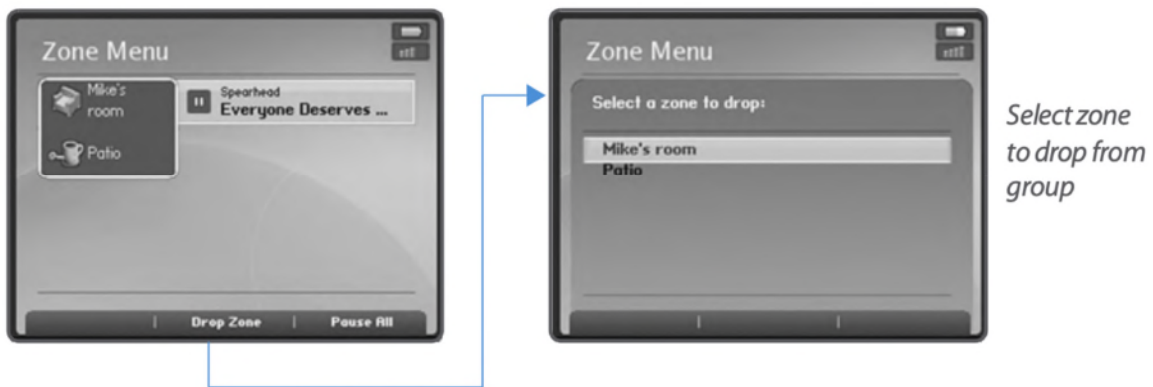 Zone Menu
Mike's
room
Spearhead
Everyone Deserves ...
Patio
Drop Zone
Pause All
Zone Menu
Select a zone to drop:
Mike's room
Patio
Select zone
to drop from
group